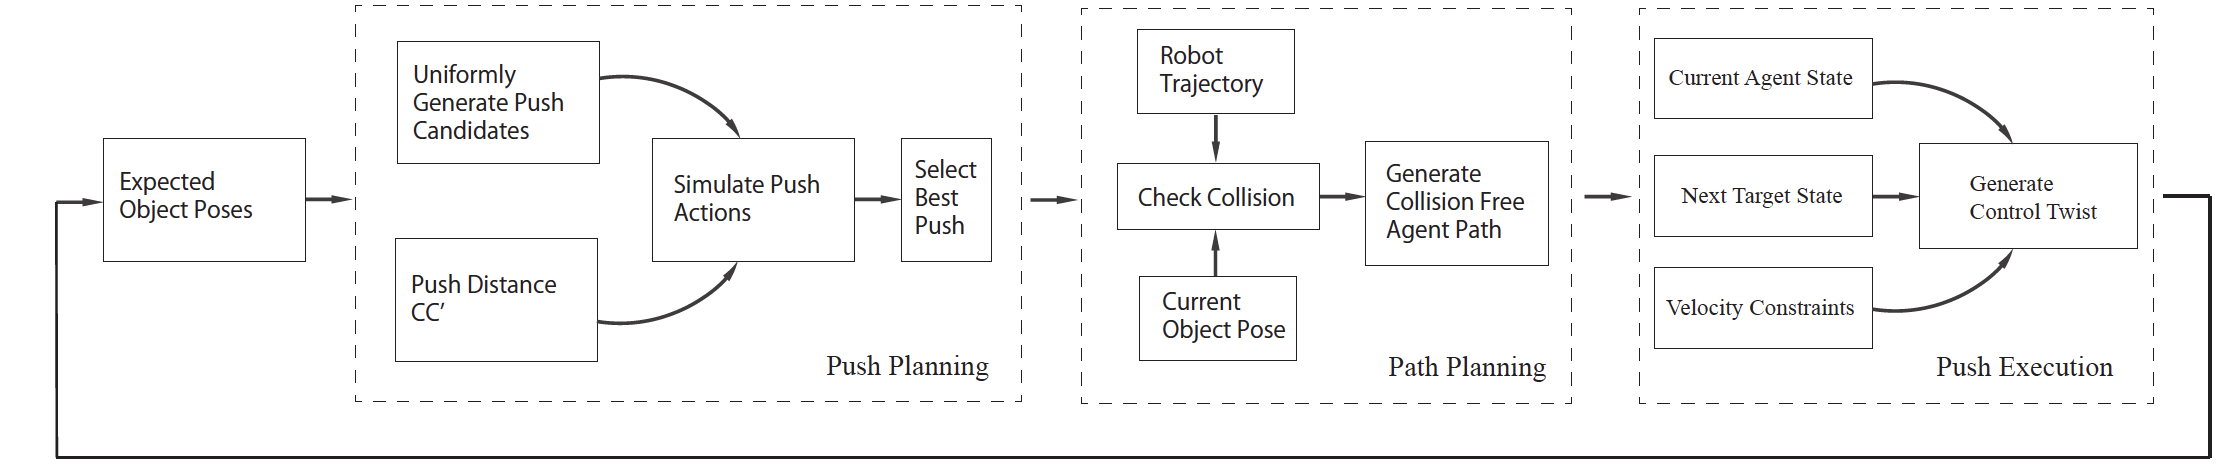 Expected
Object Poses
Uniformly
Generate Push
Candidates
Push Distance
CC’
Simulate Push
Actions
Select
Best
Push
Push Planning
Robot
Trajectory
Check Collision
Current
Object Pose
Generate
Collision Free
Agent Path
Path Planning
Current Agent State
Next Target State
Velocity Constraints
Generate
Control Twist
Push Execution